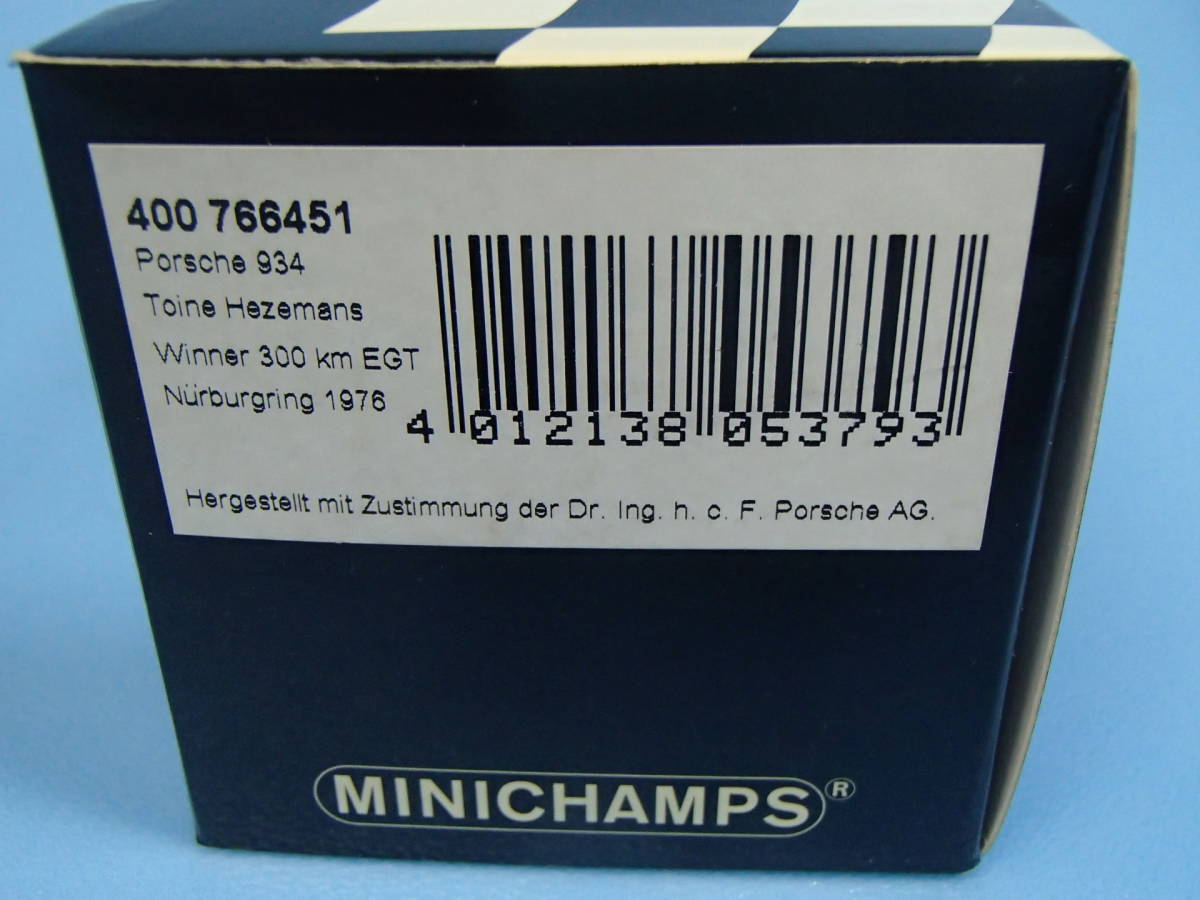 400 766451
Porsche 934
Toine Hezemans
Winner 300 km EGT
Nürburgring 1976
4 012138 053793
Hergestellt mit Zustimmung der Dr. Ing. h. c. F. Porsche AG.
MINICHAMPS®